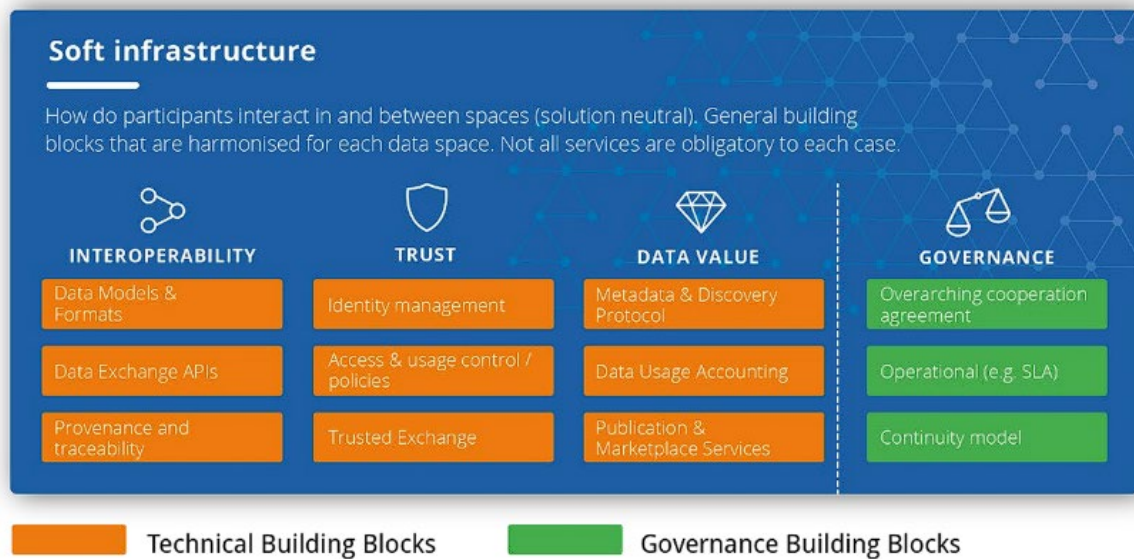 Soft infrastructure
How do participants interact in and between spaces (solution neutral). General building
blocks that are harmonised for each data space. Not all services are obligatory to each case.
INTEROPERABILITY
Data Models &
Formats
Data Exchange APIs
Provenance and
traceability
TRUST
Identity management
Access & usage control /
policies
Trusted Exchange
DATA VALUE
Metadata & Discovery
Protocol
Data Usage Accounting
Publication &
Marketplace Services
GOVERNANCE
Overarching cooperation
agreement
Operational (e.g. SLA)
Continuity model
Technical Building Blocks
Governance Building Blocks